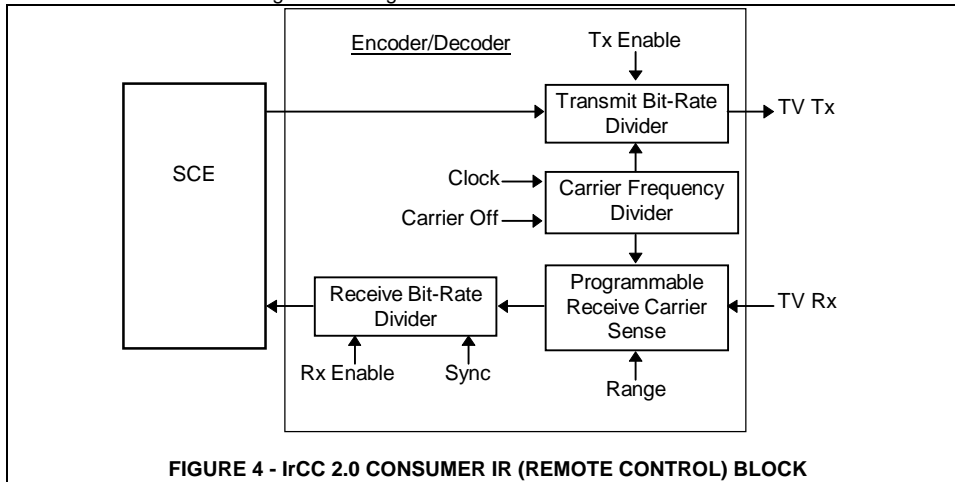 Encoder/Decoder
Tx Enable
Transmit Bit-Rate
Divider
TV Tx
SCE
Clock
Carrier Off
Carrier Frequency
Divider
Receive Bit-Rate
Divider
Programmable
Receive Carrier
Sense
TV Rx
Rx Enable
Sync
Range
FIGURE 4 - IrCC 2.0 CONSUMER IR (REMOTE CONTROL) BLOCK